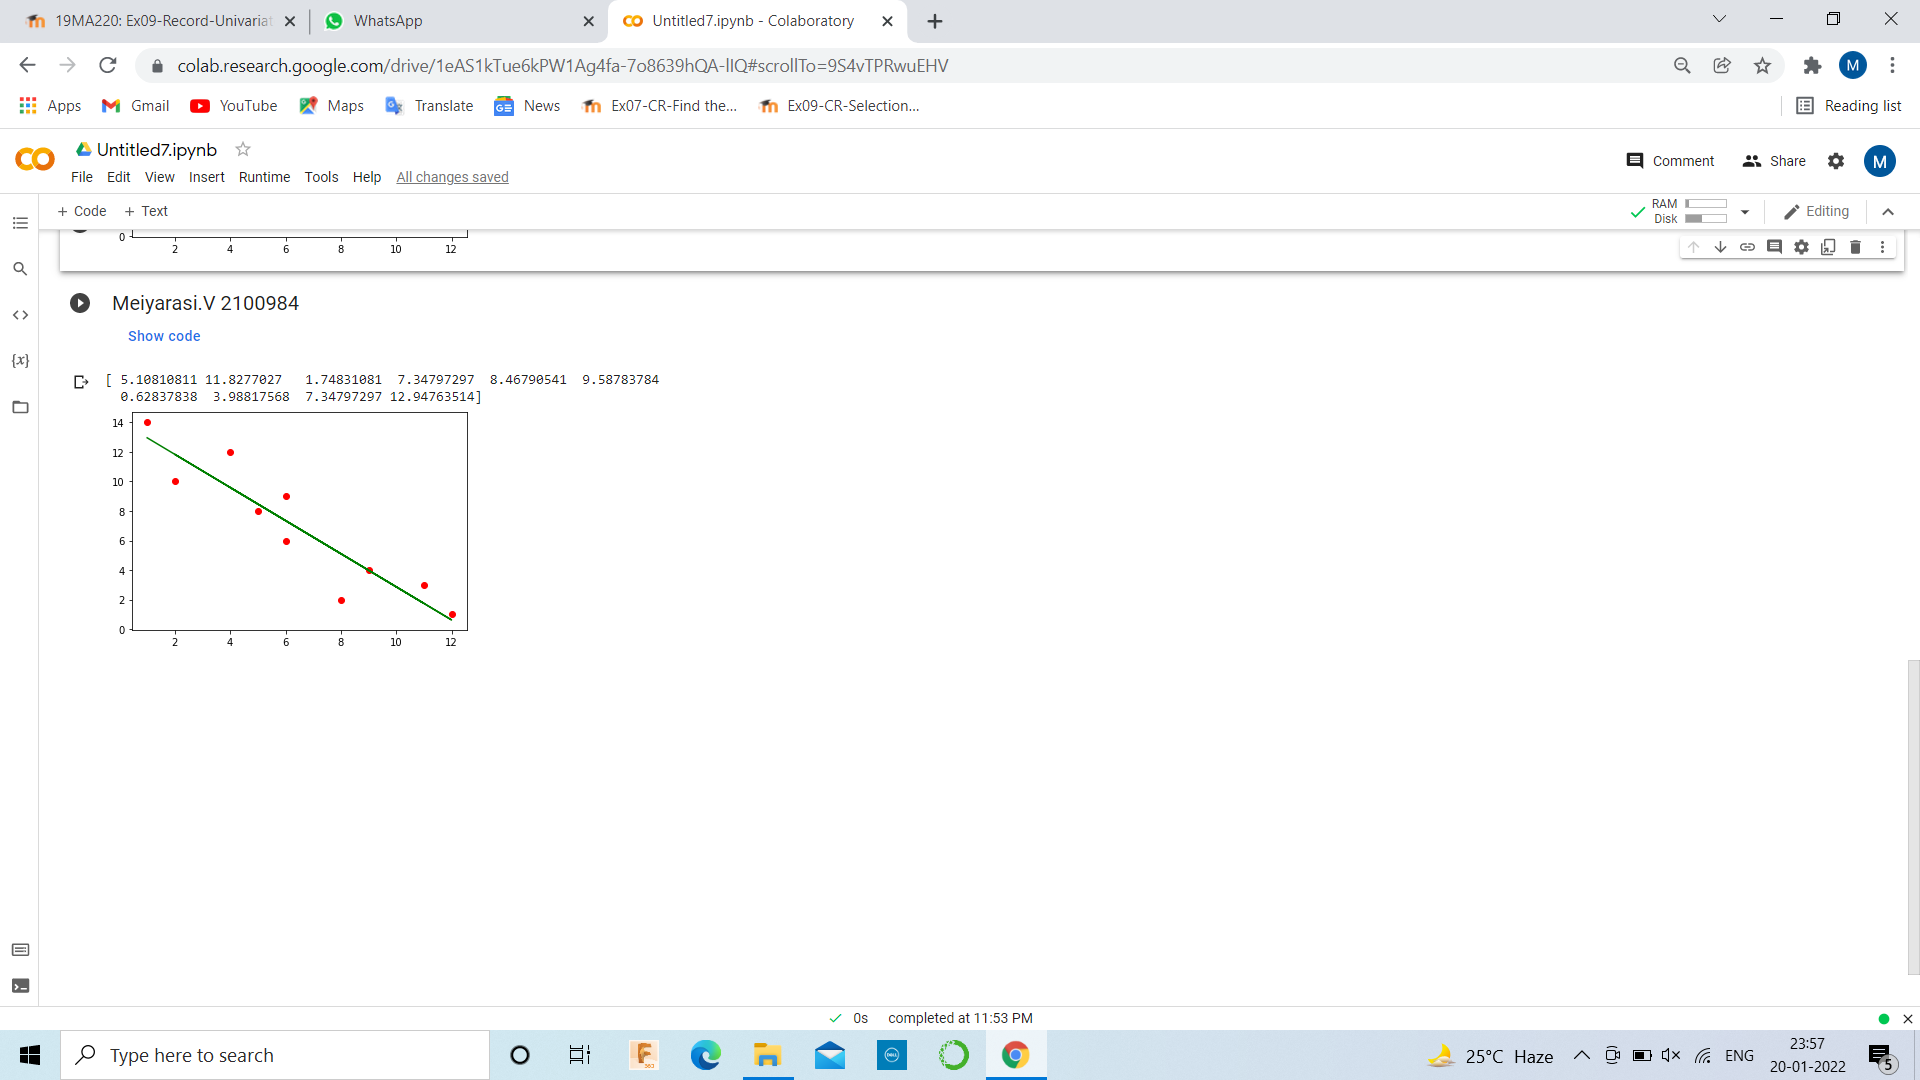 19MA220: Ex09-Record-Univariat
WhatsApp
Untitled7.ipynb - Colaboratory
colab.research.google.com/drive/1eAS1kTue6kPW1Ag4fa-7o8639hQA-lIQ#scrollTo=9S4vTPRwuEHV
M
Apps Gmail YouTube Maps Translate News Ex07-CR-Find the... Ex09-CR-Selection... Reading list
Untitled7.ipynb
Comment Share M
File Edit View Insert Runtime Tools Help All changes saved
+ Code + Text
RAM
Disk
Editing
0
2 4 6 8 10 12
Meiyarasi.V 2100984
Show code
[ 5.10810811 11.8277027 1.74831081 7.34797297 8.46790541 9.58783784
0.62837838 3.98817568 7.34797297 12.94763514]
14
12
10
8
6
4
2
0
2 4 6 8 10 12
0s completed at 11:53 PM
Type here to search
25°C Haze
ENG
23:57
20-01-2022
5